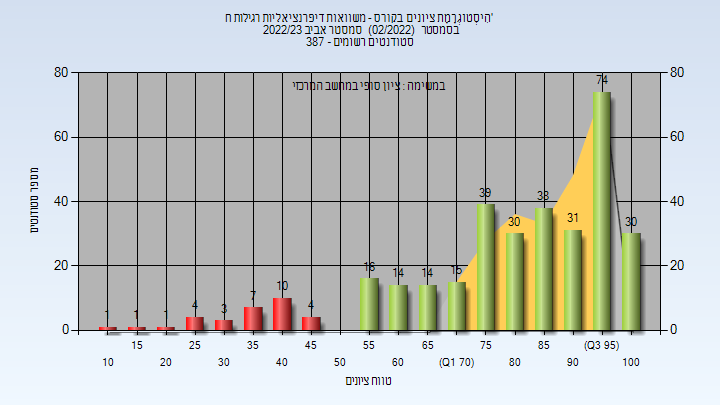 היסטוגרמת ציונים בקורס - משוואות דיפרנציאליות רגילות ח'
בסמסטר (02/2022) סמסטר אביב 2022/23
סטודנטים רשומים - 387
במשימה : ציון סופי במחשב המרכזי
80 80
60 60
40 40
20 20
0 0
מספר סטודנטים
1 1 1 4 3 7 10 4 16 14 14 15 39 30 38 31 74 30
15 25 35 45 55 65 75 85 (Q3 95)
10 20 30 40 50 60 (Q1 70) 80 90 100
טווח ציונים